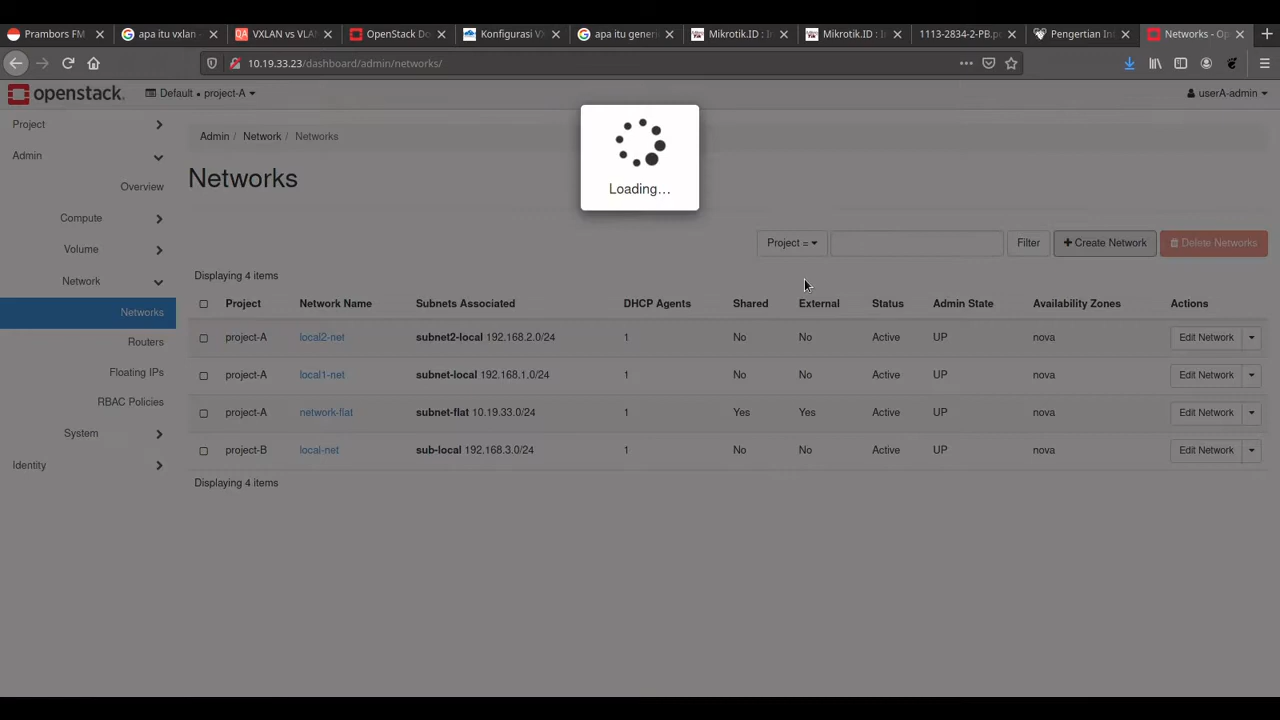 Prambors FM
apa itu vxlan -
VXLAN vs VLA
OpenStack Do
Konfigurasi VX
apa itu generi
Mikrotik.ID : I
Mikrotik.ID : I
1113-2834-2-PB.p
Pengertian In
Networks - Op
10.19.33.23/dashboard/admin/networks/
openstack.
Default • project-A
userA-admin
Project
Admin
Overview
Compute
Volume
Network
Networks
Routers
Floating IPs
RBAC Policies
System
Identity
Admin / Network / Networks
Networks
Loading…
Project =
Filter
+ Create Network
Delete Networks
Displaying 4 items
Project Network Name Subnets Associated DHCP Agents Shared External Status Admin State Availability Zones Actions
project-A local2-net subnet2-local 192.168.2.0/24 1 No No Active UP nova Edit Network
project-A local1-net subnet-local 192.168.1.0/24 1 No No Active UP nova Edit Network
project-A network-flat subnet-flat 10.19.33.0/24 1 Yes Yes Active UP nova Edit Network
project-B local-net sub-local 192.168.3.0/24 1 No No Active UP nova Edit Network
Displaying 4 items